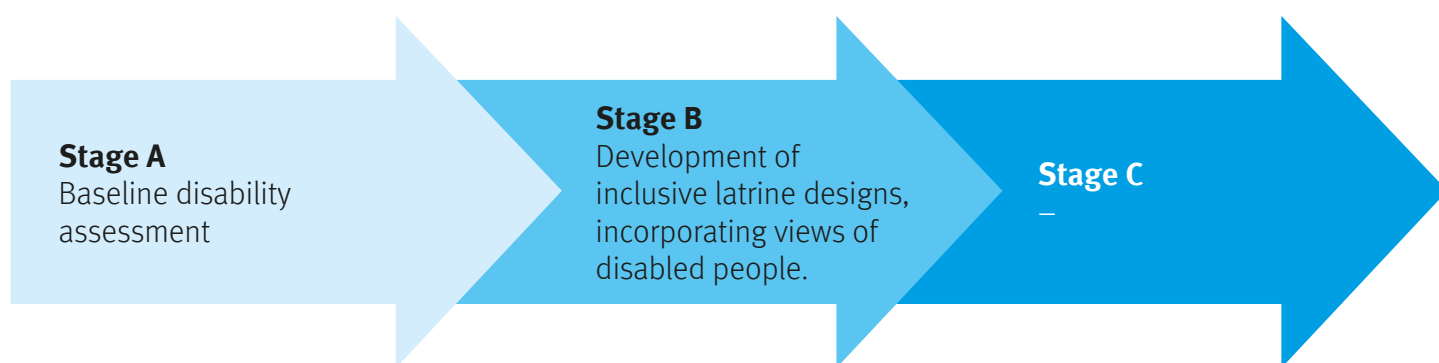 Stage A
Baseline disability
assessment
Stage B
Development of
inclusive latrine designs,
incorporating views of
disabled people.
Stage C
–